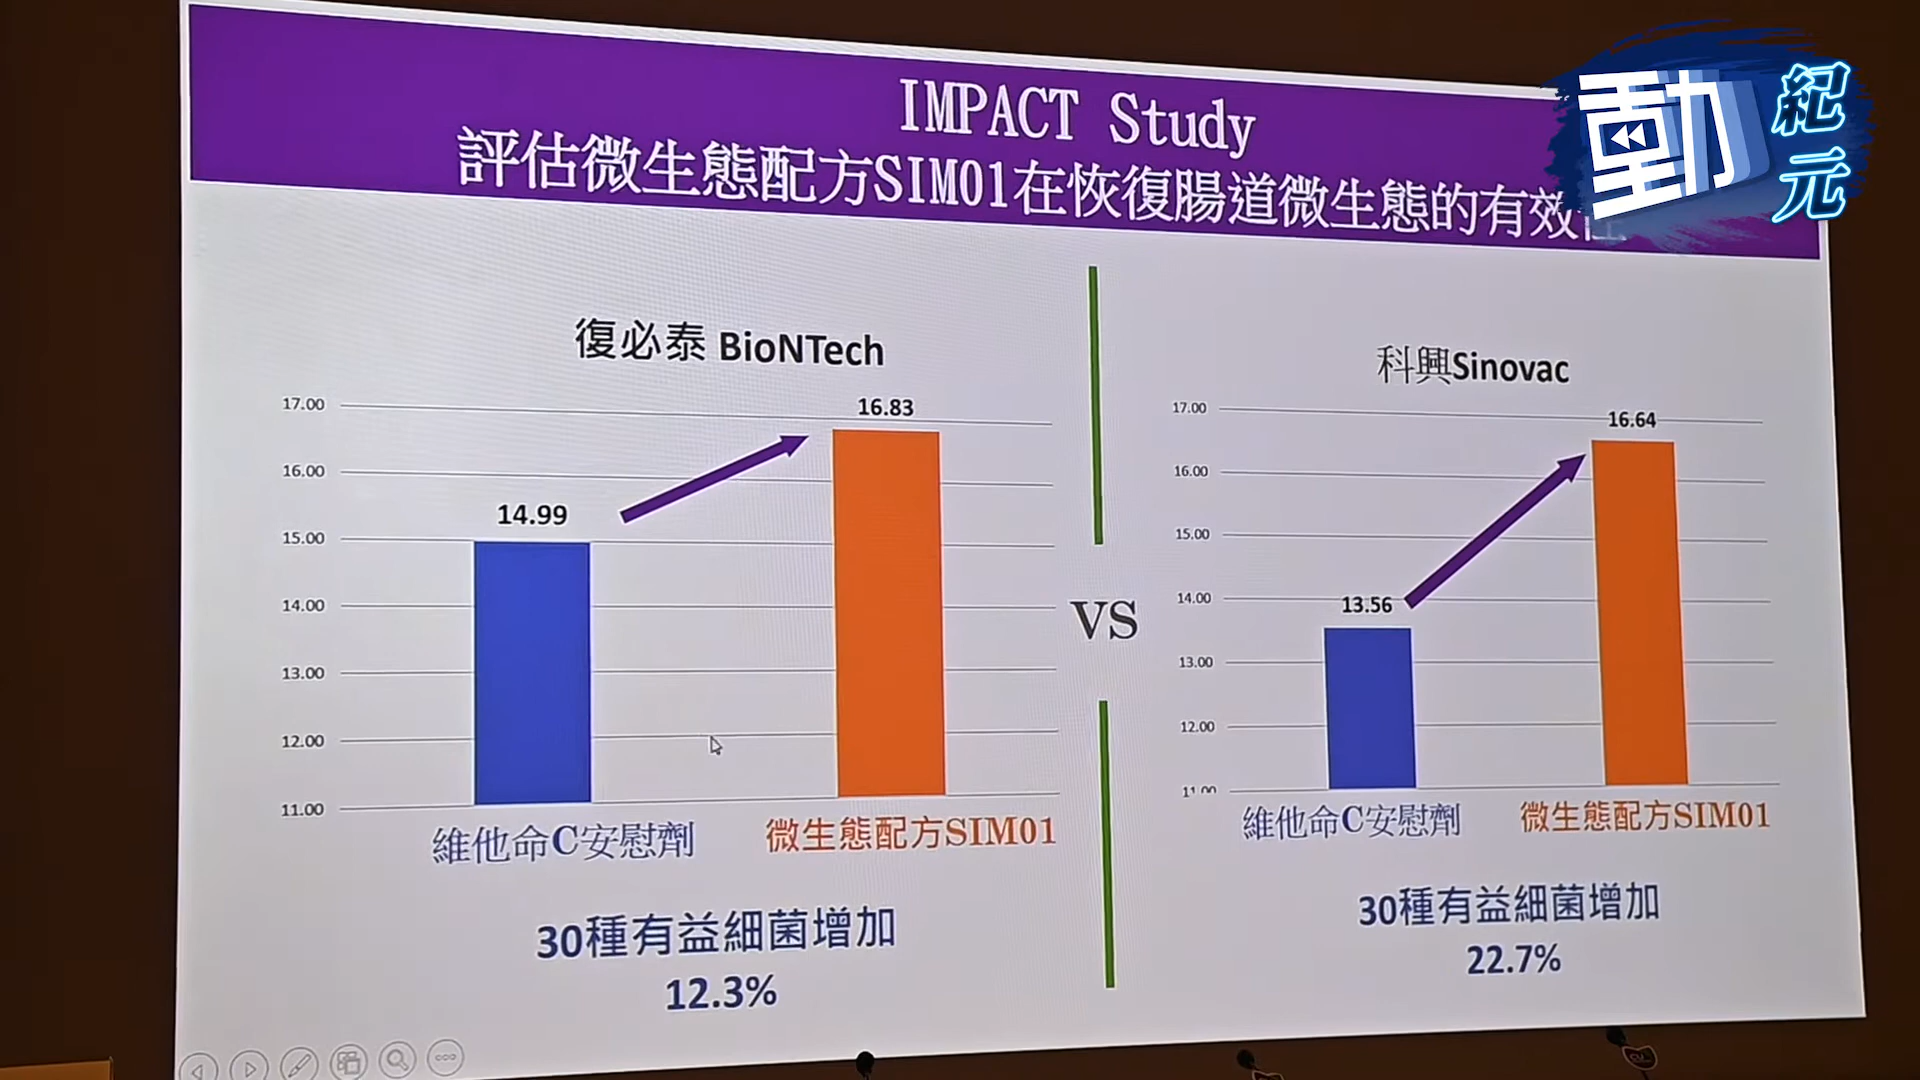 IMPACT Study
評估微生態配方SIM01在恢復腸道微生態的有效
動紀元
復必泰 BioNTech
17.00
16.00
15.00
14.00
13.00
12.00
11.00
14.99
16.83
維他命C安慰劑
微生態配方SIM01
30種有益細菌增加
12.3%
VS
科興Sinovac
17.00
16.00
15.00
14.00
13.00
12.00
11.00
13.56
16.64
維他命C安慰劑
微生態配方SIM01
30種有益細菌增加
22.7%